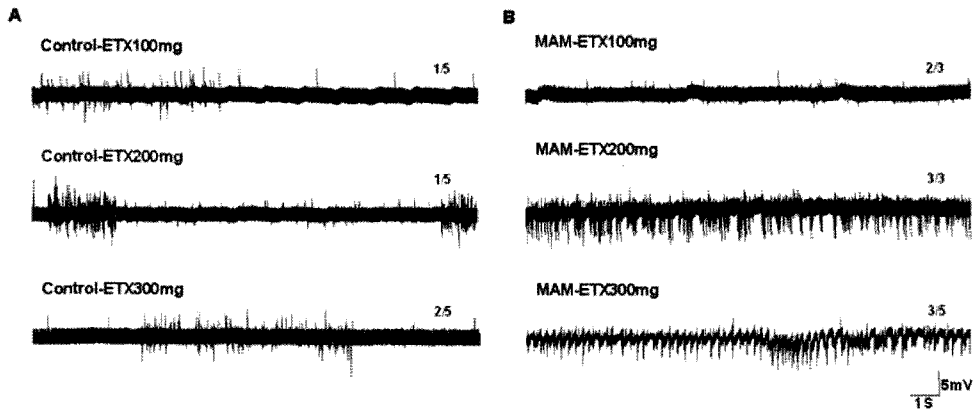 A
Control-ETX100mg
1/5
Control-ETX200mg
1/5
Control-ETX300mg
2/5
B
MAM-ETX100mg
2/3
MAM-ETX200mg
3/3
MAM-ETX300mg
3/5
5mV
1 S